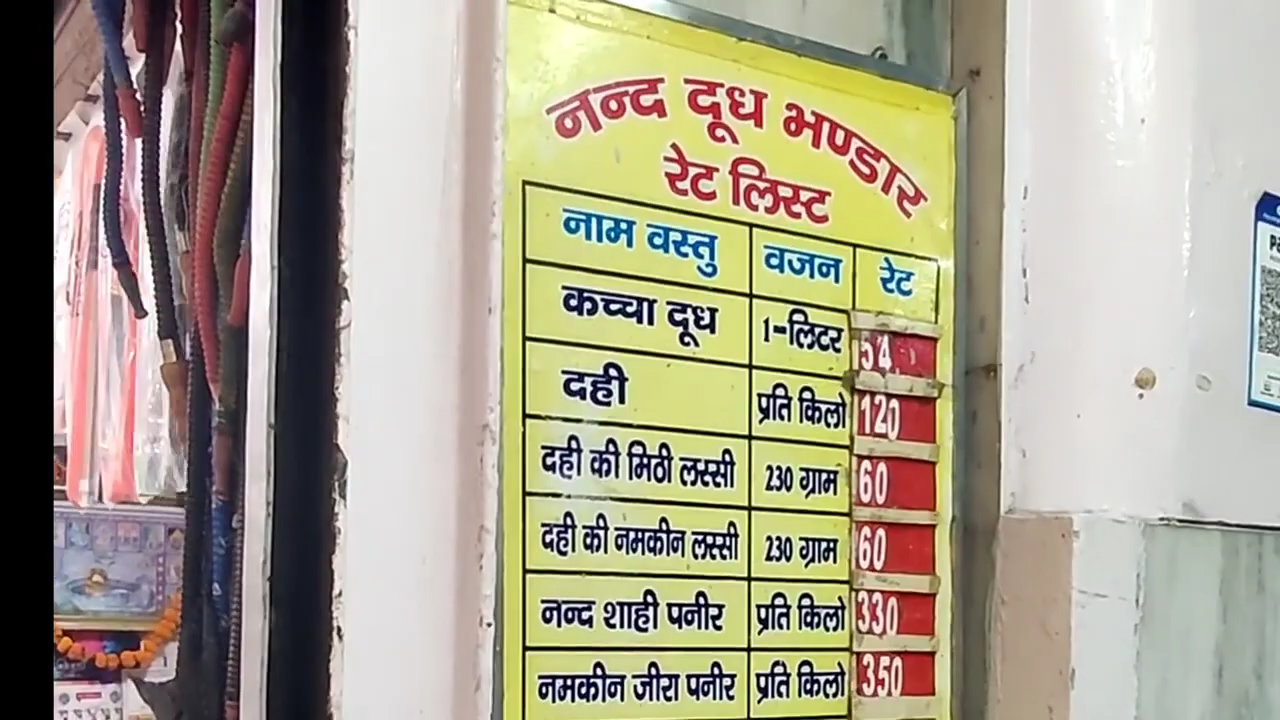 नन्द दूध भण्डार
रेट लिस्ट
नाम वस्तु वजन रेट
कच्चा दूध 1-लिटर 54
दही प्रति किलो 120
दही की मिठी लस्सी 230 ग्राम 60
दही की नमकीन लस्सी 230 ग्राम 60
नन्द शाही पनीर प्रति किलो 330
नमकीन जीरा पनीर प्रति किलो 350